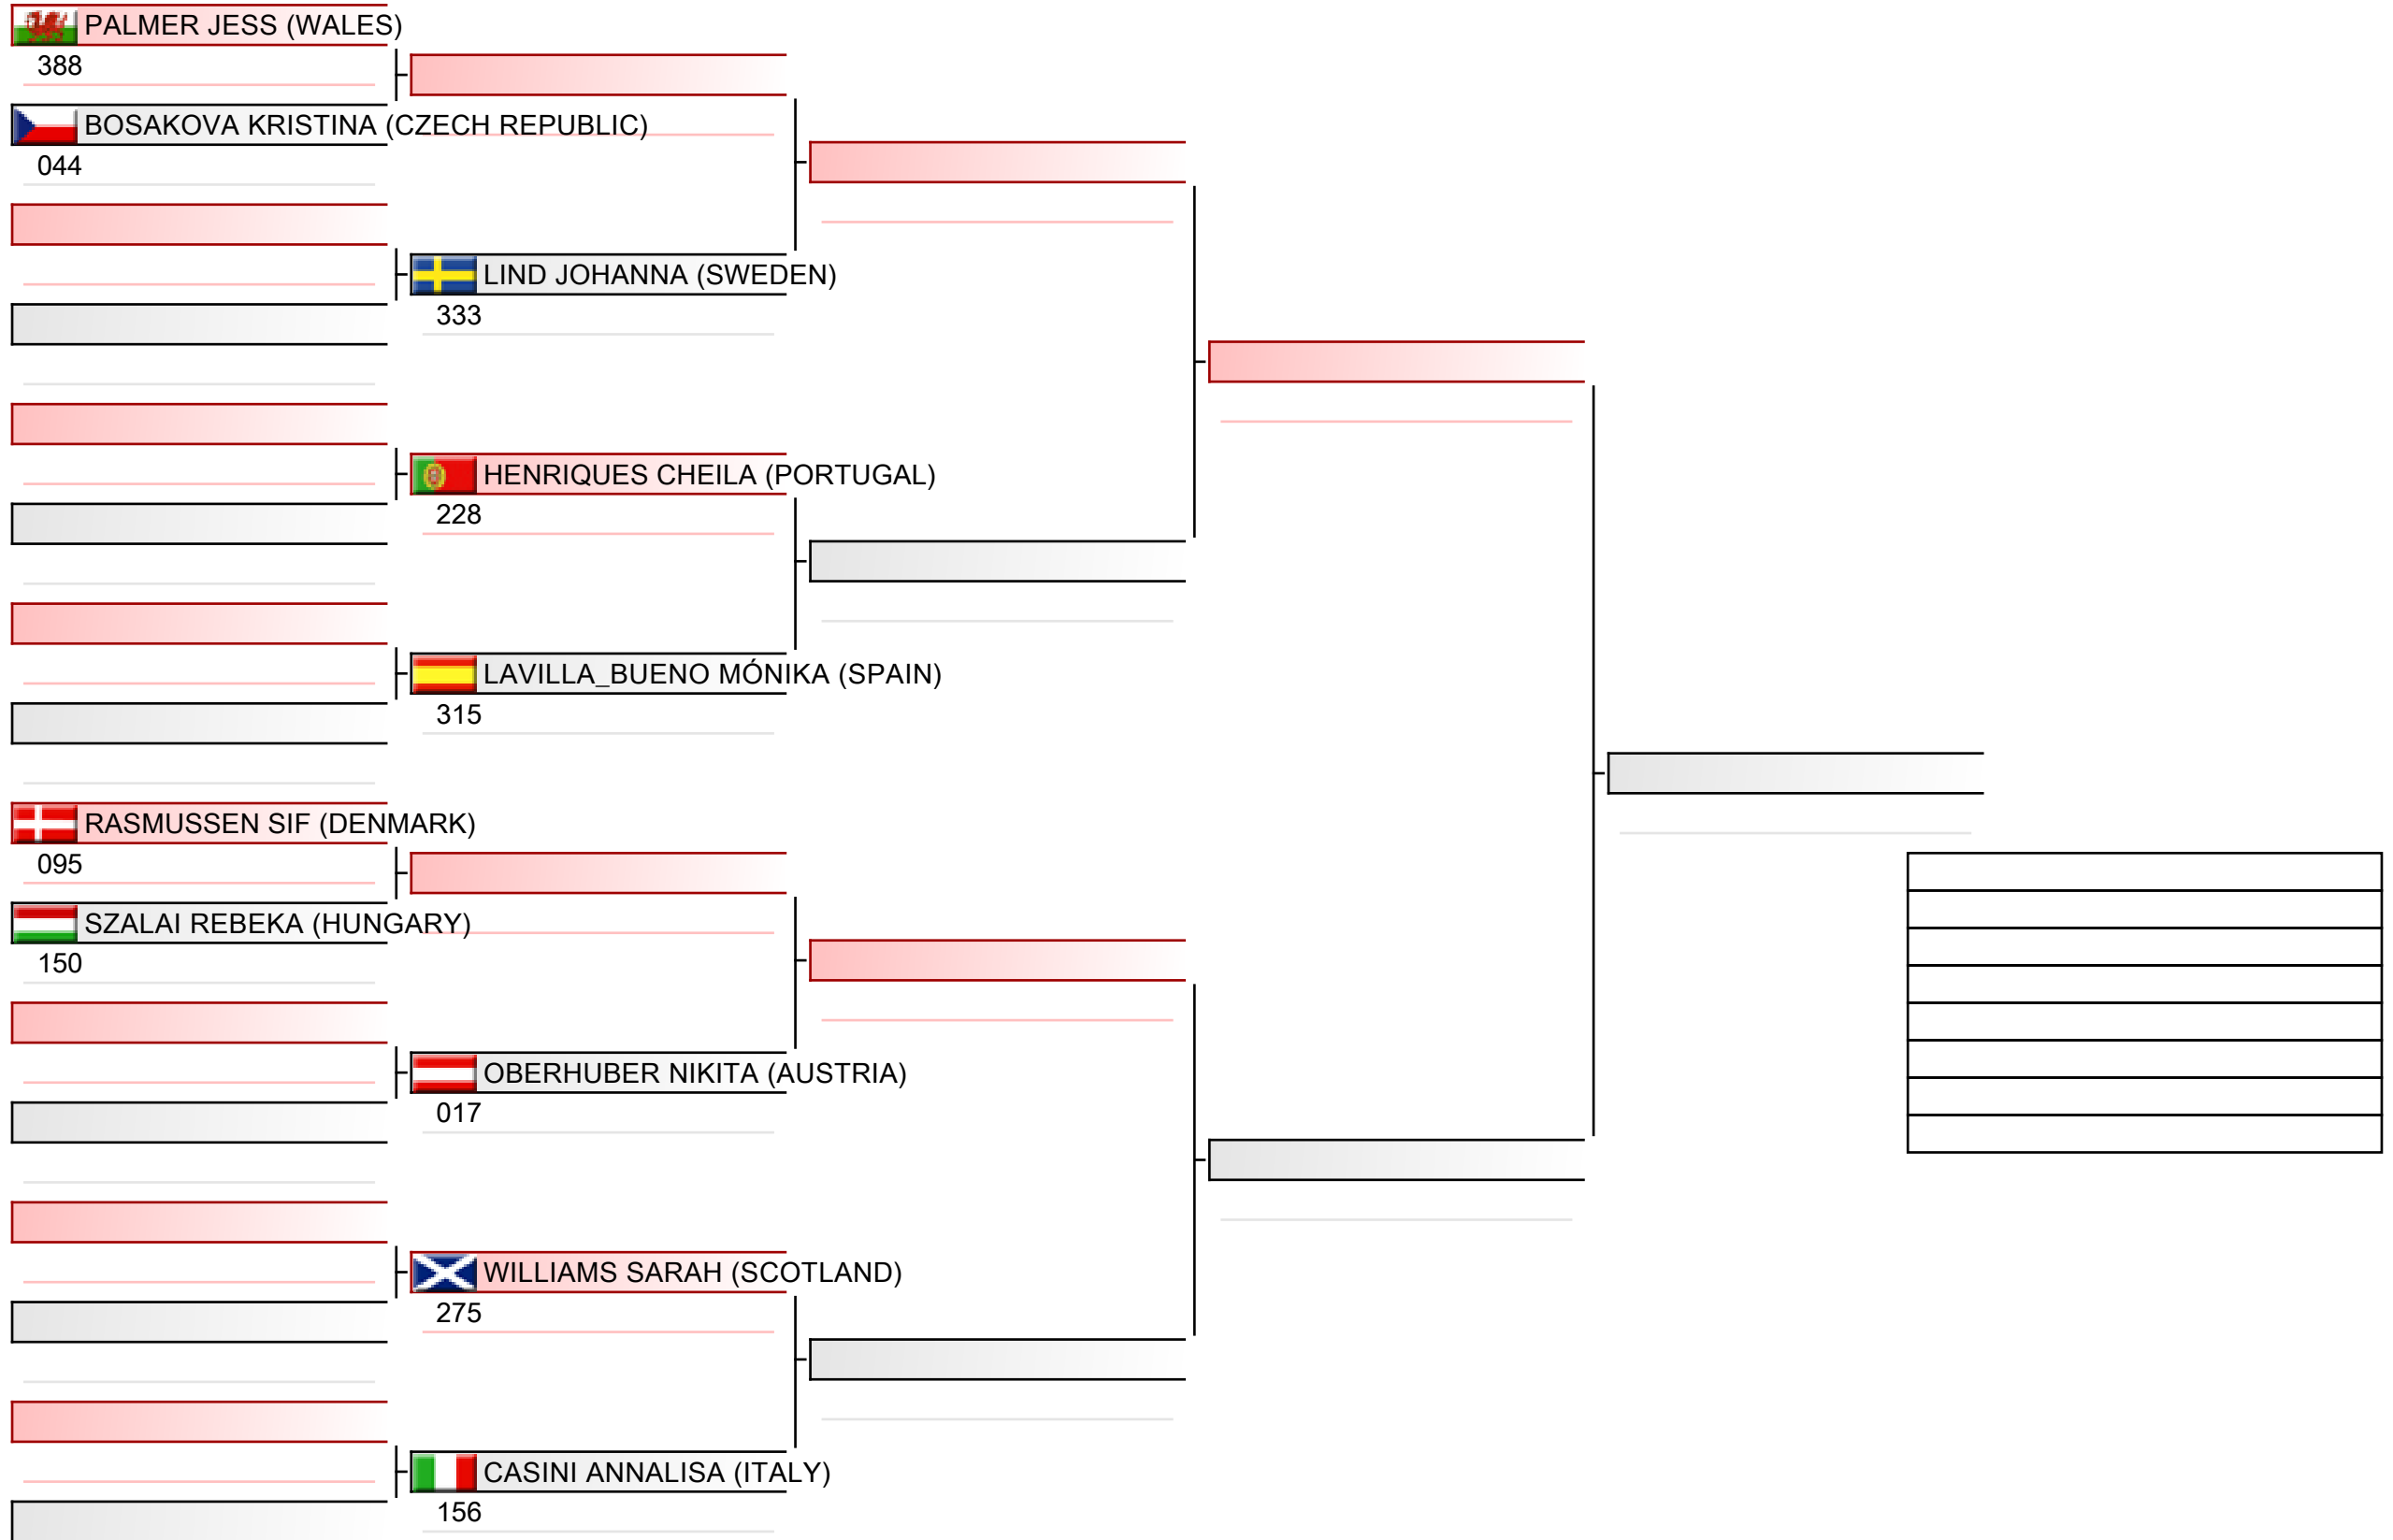 PALMER JESS (WALES)
388
BOSAKOVA KRISTINA (CZECH REPUBLIC)
044
LIND JOHANNA (SWEDEN)
333
HENRIQUES CHEILA (PORTUGAL)
228
LAVILLA_BUENO MÓNIKA (SPAIN)
315
RASMUSSEN SIF (DENMARK)
095
SZALAI REBEKA (HUNGARY)
150
OBERHUBER NIKITA (AUSTRIA)
017
WILLIAMS SARAH (SCOTLAND)
275
CASINI ANNALISA (ITALY)
156